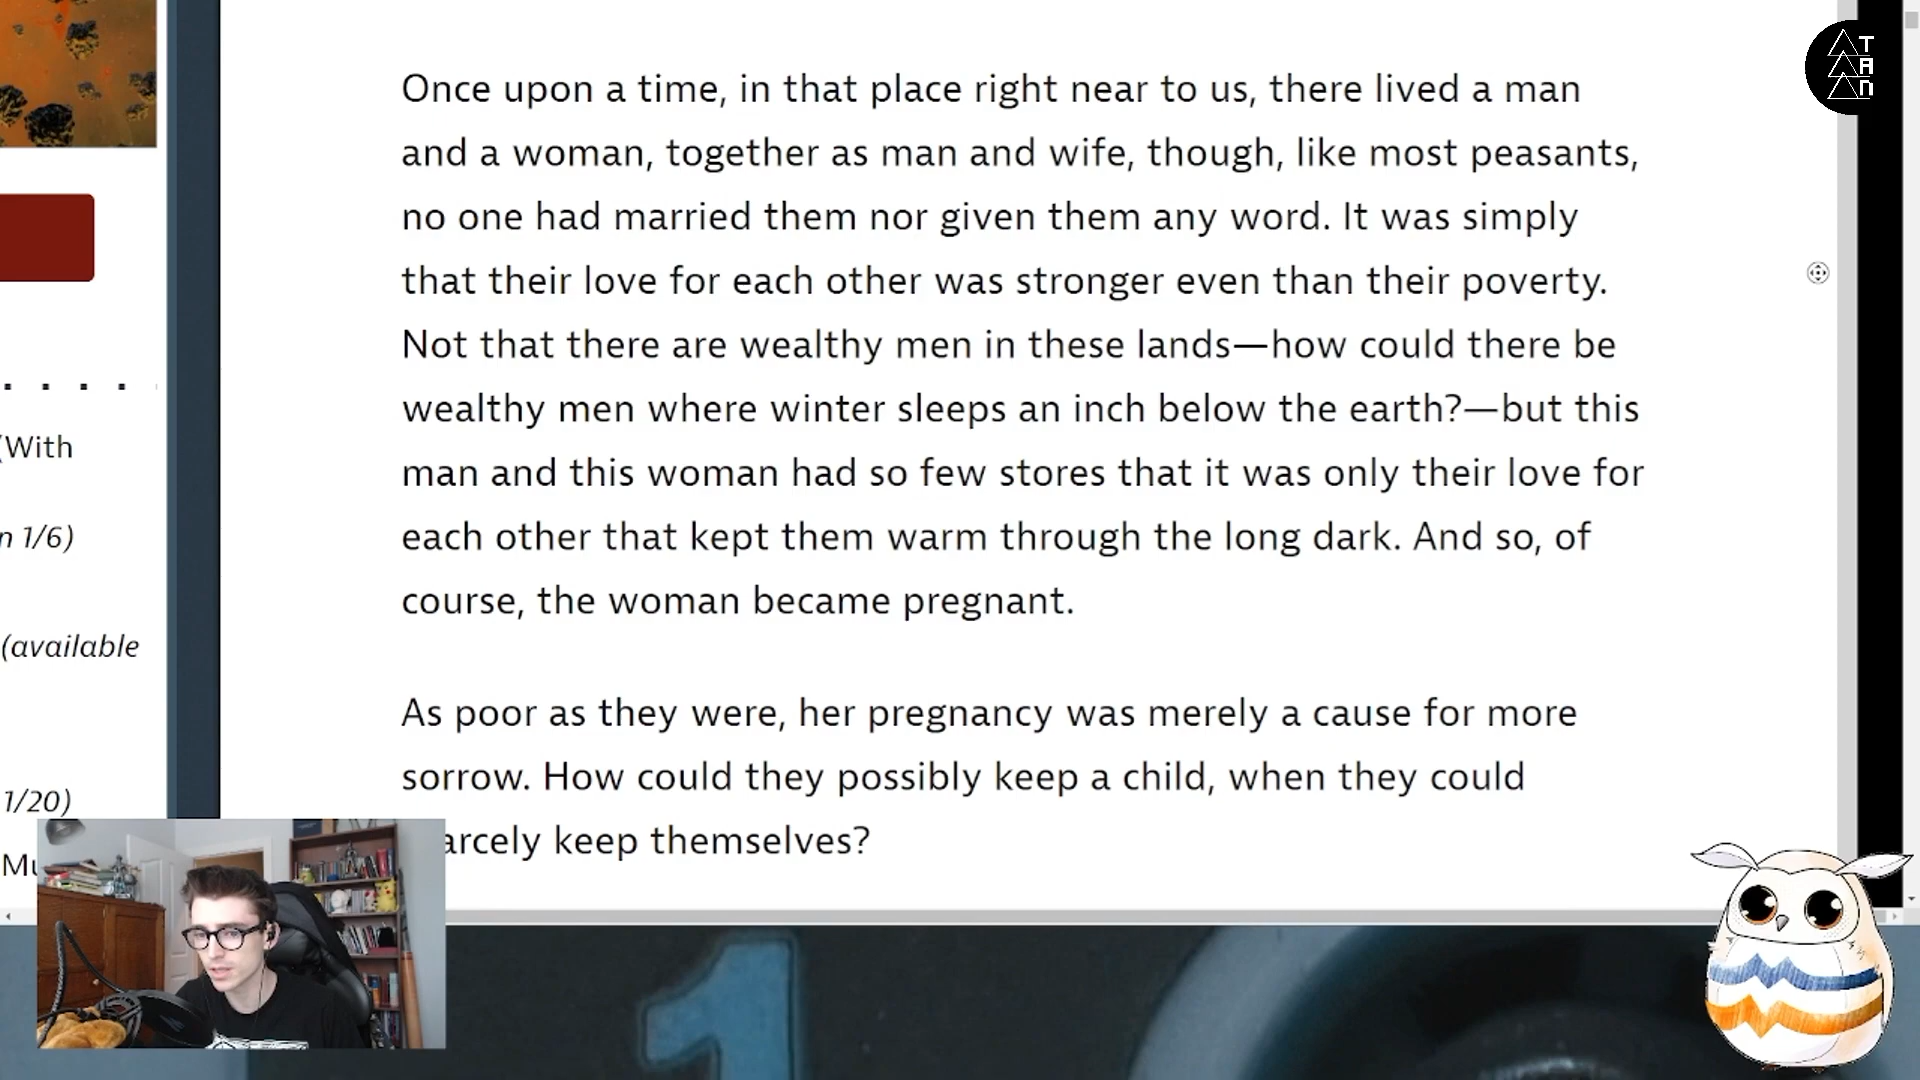 Once upon a time, in that place right near to us, there lived a man
and a woman, together as man and wife, though, like most peasants,
no one had married them nor given them any word. It was simply
that their love for each other was stronger even than their poverty.
Not that there are wealthy men in these lands—how could there be
wealthy men where winter sleeps an inch below the earth?—but this
man and this woman had so few stores that it was only their love for
each other that kept them warm through the long dark. And so, of
course, the woman became pregnant.
As poor as they were, her pregnancy was merely a cause for more
sorrow. How could they possibly keep a child, when they could
arcely keep themselves?
(With
n 1/6)
(available
1/20)
Mu
TAN
1